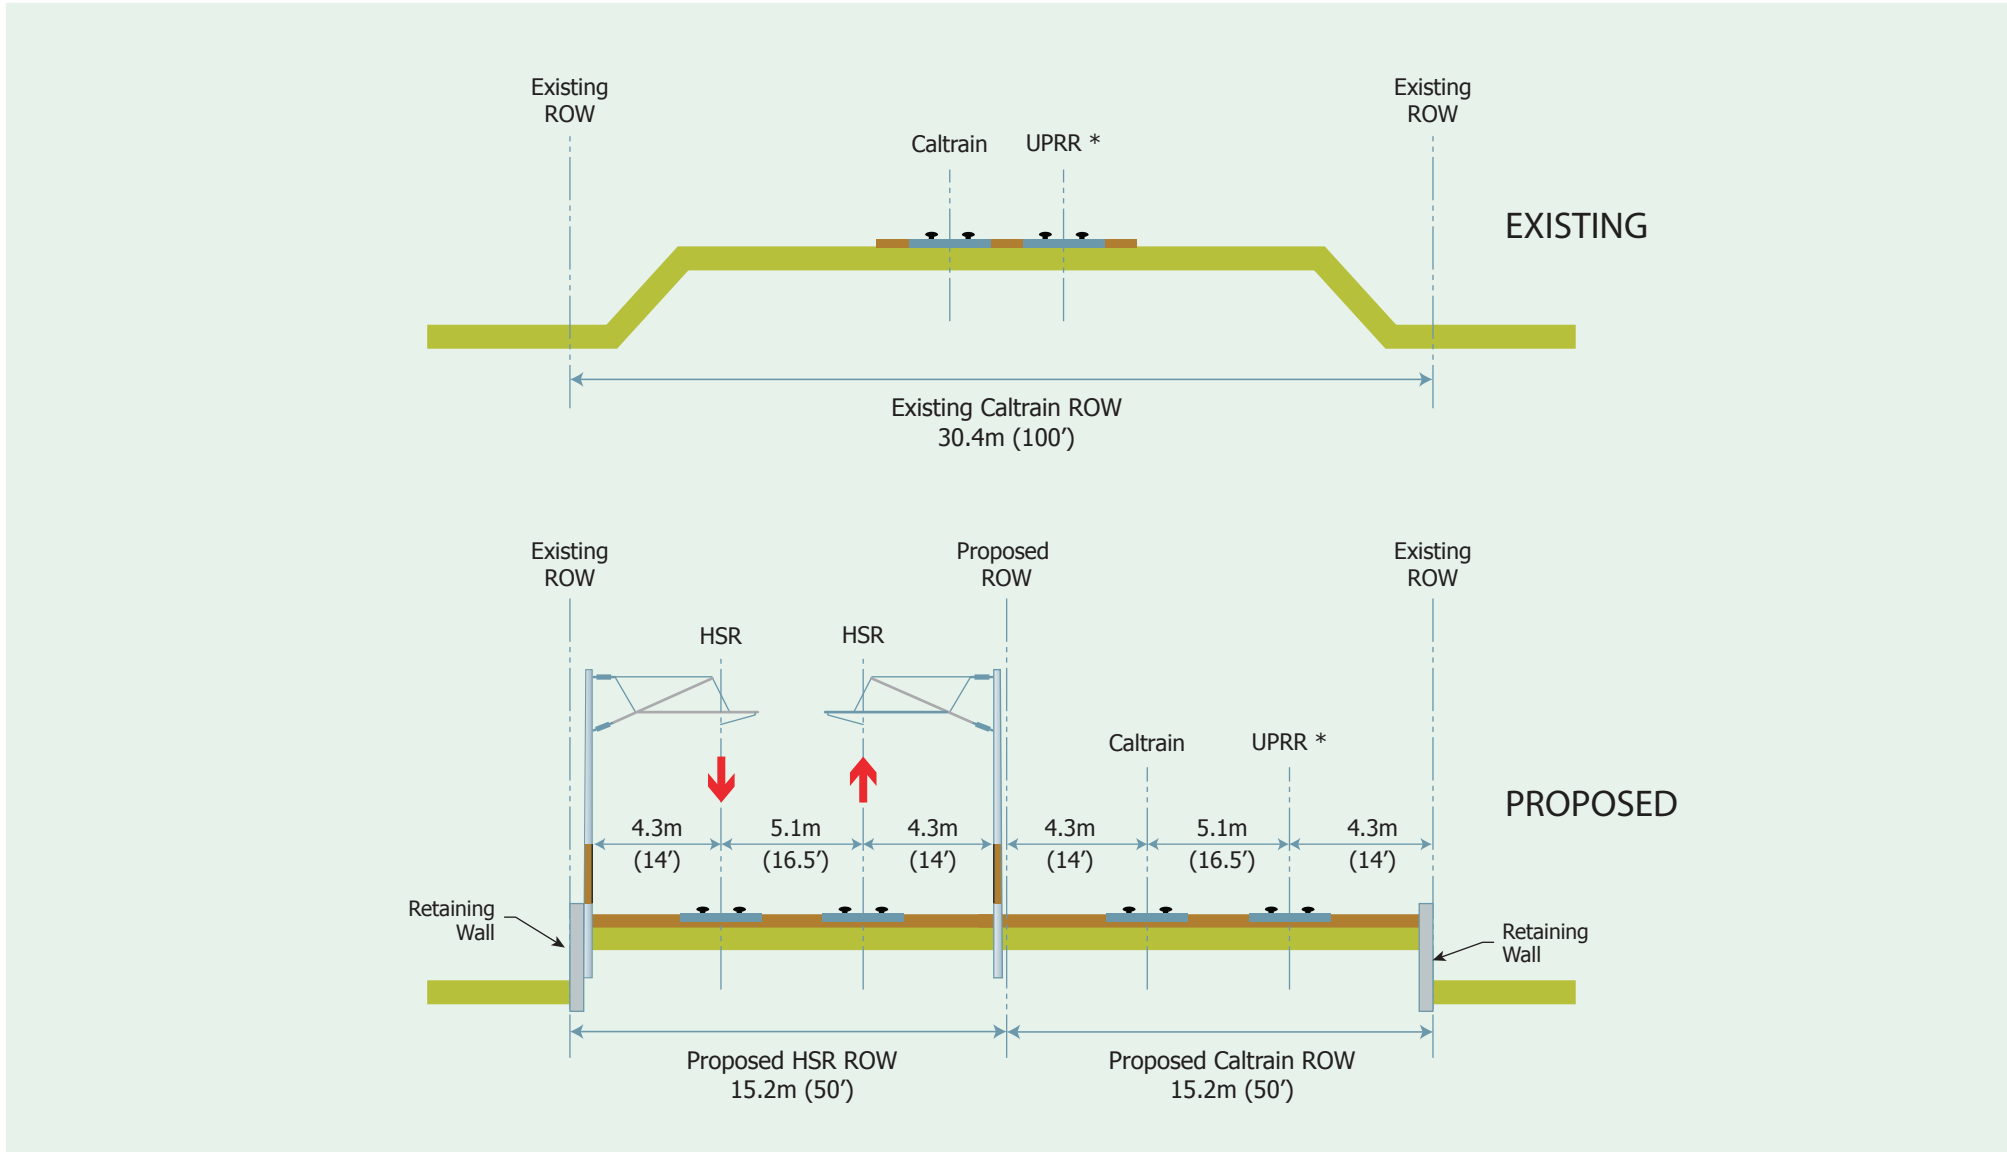 Existing
ROW
Existing
ROW
Caltrain
UPRR *
EXISTING
Existing Caltrain ROW
30.4m (100’)
Existing
ROW
Proposed
ROW
Existing
ROW
HSR
HSR
Caltrain
UPRR *
PROPOSED
4.3m
(14’)
5.1m
(16.5’)
4.3m
(14’)
4.3m
(14’)
5.1m
(16.5’)
4.3m
(14’)
Retaining
Wall
Retaining
Wall
Proposed HSR ROW
15.2m (50’)
Proposed Caltrain ROW
15.2m (50’)